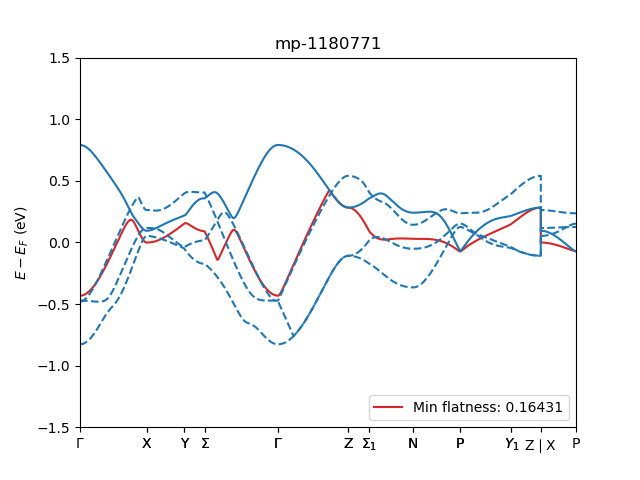 mp-1180771
1.5
1.0
0.5
0.0
−0.5
−1.0
−1.5
E − E_F (eV)
Min flatness: 0.16431
Γ X Y Σ Γ Z Σ₁ N P Y₁ Z | X P